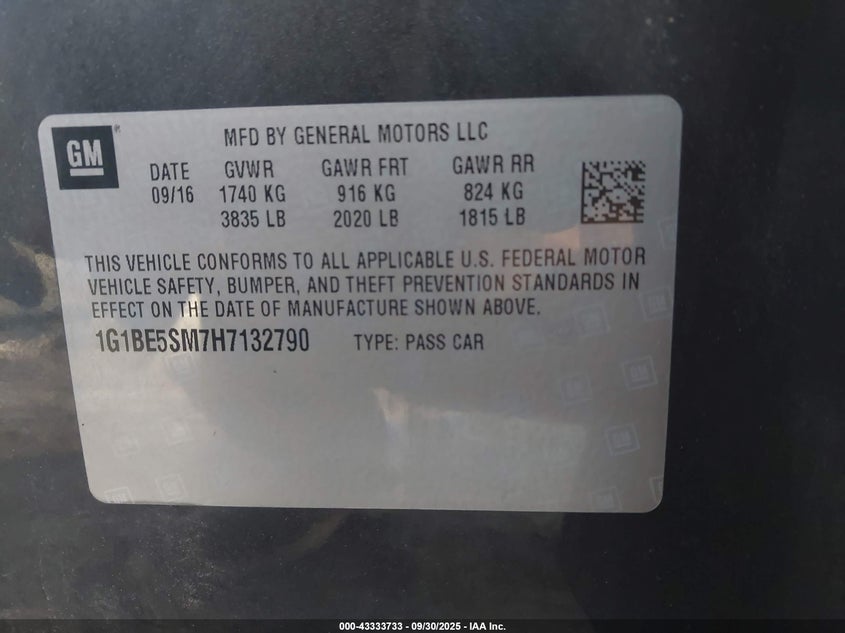 GM
MFD BY GENERAL MOTORS LLC
DATE GVWR GAWR FRT GAWR RR
09/16 1740 KG 916 KG 824 KG
3835 LB 2020 LB 1815 LB
THIS VEHICLE CONFORMS TO ALL APPLICABLE U.S. FEDERAL MOTOR
VEHICLE SAFETY, BUMPER, AND THEFT PREVENTION STANDARDS IN
EFFECT ON THE DATE OF MANUFACTURE SHOWN ABOVE.
1G1BE5SM7H7132790 TYPE: PASS CAR
000-43333733 - 09/30/2025 - IAA Inc.